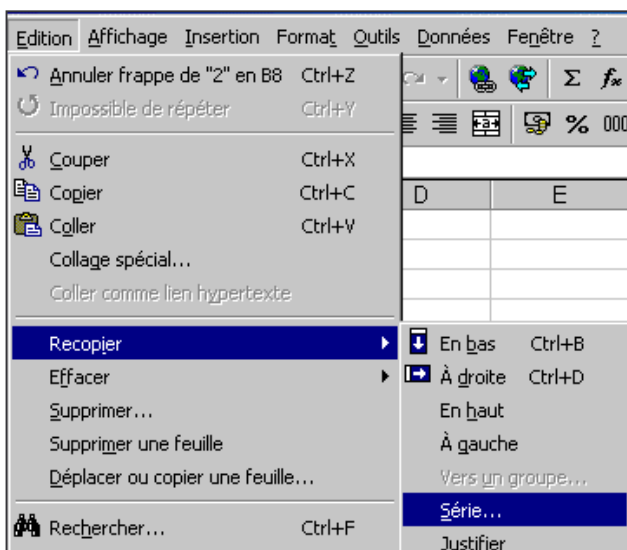 Edition Affichage Insertion Format Outils Données Fenêtre ?
Annuler frappe de "2" en B8 Ctrl+Z
Impossible de répéter Ctrl+Y
Σ fx
a % 000
Couper Ctrl+X
Copier Ctrl+C
D E
Coller Ctrl+V
Collage spécial...
Coller comme lien hypertexte
Recopier
En bas Ctrl+B
Effacer
À droite Ctrl+D
Supprimer...
En haut
Supprimer une feuille
À gauche
Déplacer ou copier une feuille...
Vers un groupe...
Série...
Rechercher... Ctrl+F
Justifier